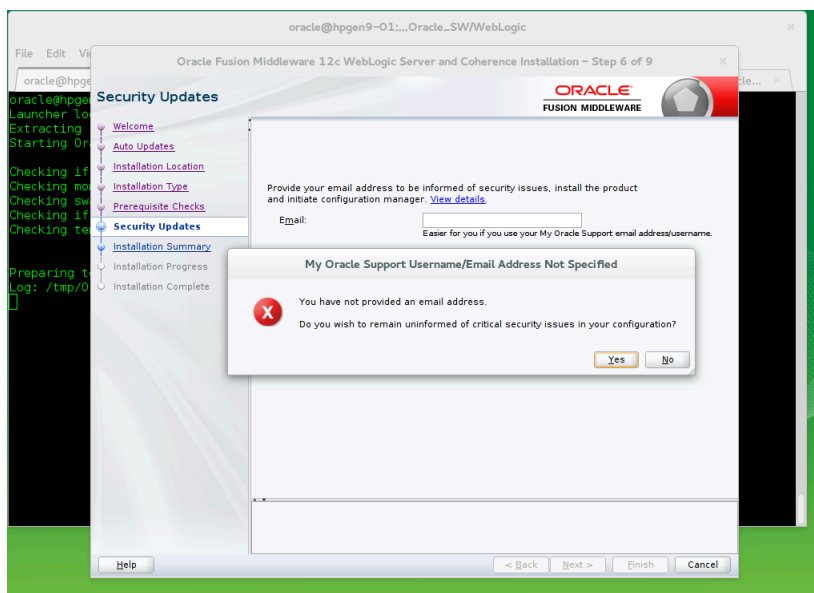 oracle@hpgen9-01:...Oracle_SW/WebLogic
File Edit Vi
oracle@hpge
le...
oracle@hpge
Launcher lo
Extracting
Starting Or
Checking if
Checking mo
Checking swa
Checking if
Checking te
Preparing t
Log: /tmp/O
Oracle Fusion Middleware 12c WebLogic Server and Coherence Installation - Step 6 of 9
Security Updates
ORACLE
FUSION MIDDLEWARE
Welcome
Auto Updates
Installation Location
Installation Type
Prerequisite Checks
Security Updates
Installation Summary
Installation Progress
Installation Complete
Provide your email address to be informed of security issues, install the product
and initiate configuration manager. View details.
Email:
Easier for you if you use your My Oracle Support email address/username.
My Oracle Support Username/Email Address Not Specified
You have not provided an email address.
Do you wish to remain uninformed of critical security issues in your configuration?
Yes No
Help
< Back Next > Finish Cancel